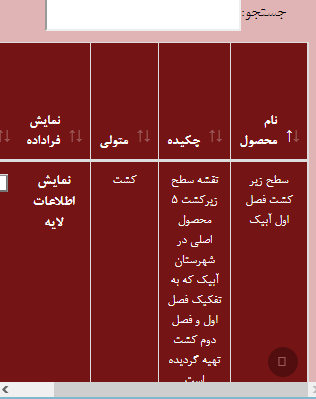 جستجو:
نام
محصول
چکیده
متولی
نمایش
فراداده
سطح زیر
کشت فصل
اول آبیک
نقشه سطح
زیرکشت ۵
محصول
اصلی در
شهرستان
آبیک که به
تفکیک فصل
اول و فصل
دوم کشت
تهیه گردیده
است
کشت
نمایش
اطلاعات
لایه